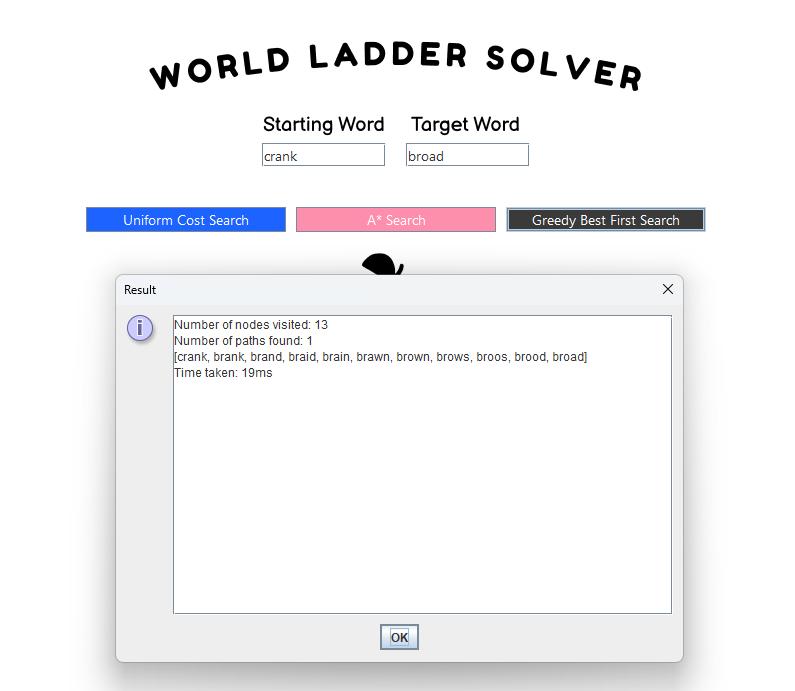 WORLD LADDER SOLVER
Starting Word Target Word
crank broad
Uniform Cost Search A* Search Greedy Best First Search
Result
Number of nodes visited: 13
Number of paths found: 1
[crank, brank, brand, braid, brain, brawn, brown, brows, broos, brood, broad]
Time taken: 19ms
OK